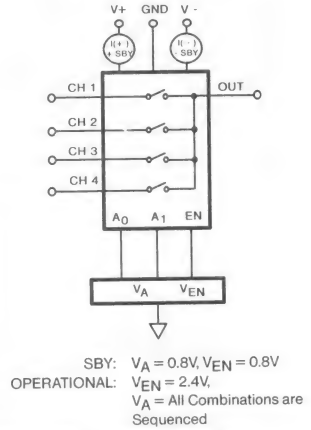 V+ GND V -
I(+) I(-)
+ SBY - SBY
CH 1 OUT
CH 2
CH 3
CH 4
A0 A1 EN
VA VEN
SBY: VA = 0.8V, VEN = 0.8V
OPERATIONAL: VEN = 2.4V,
VA = All Combinations are
Sequenced